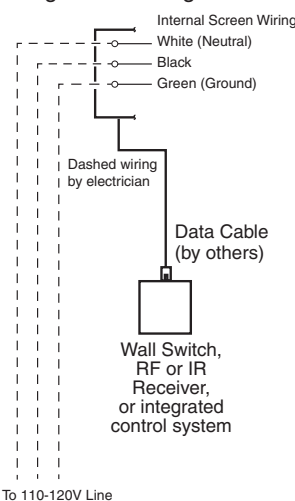 Internal Screen Wiring
White (Neutral)
Black
Green (Ground)
Dashed wiring
by electrician
Data Cable
(by others)
Wall Switch,
RF or IR
Receiver,
or integrated
control system
To 110-120V Line